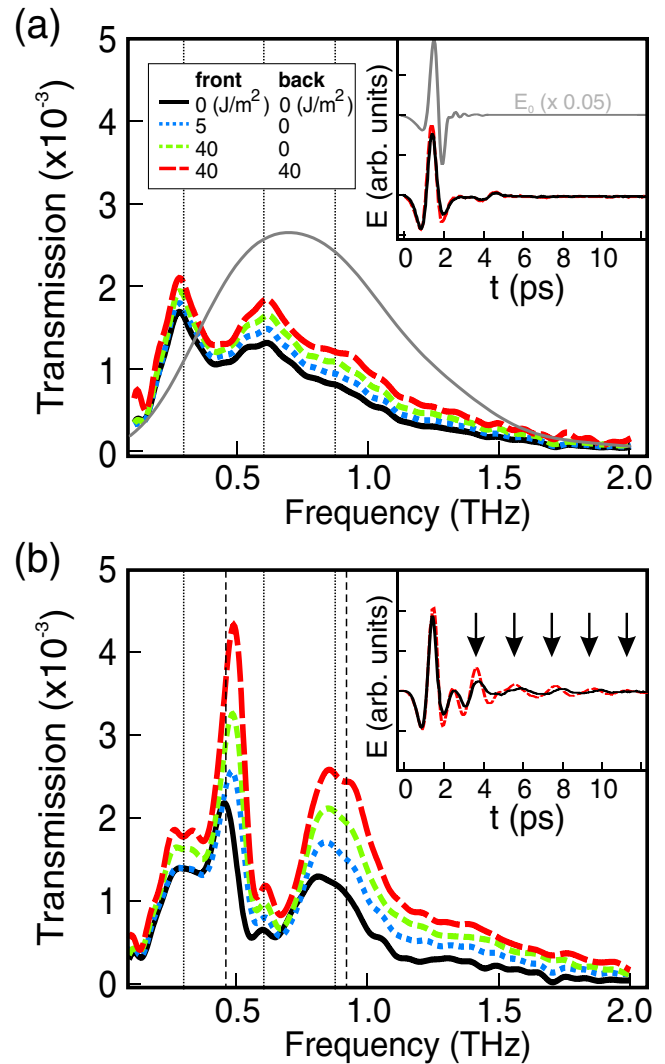 (a)
Transmission (x10⁻³)
5
4
3
2
1
0
front back
0 (J/m²) 0 (J/m²)
5 0
40 0
40 40
E (arb. units)
E₀ (x 0.05)
0 2 4 6 8 10
t (ps)
0.5 1.0 1.5 2.0
Frequency (THz)
(b)
Transmission (x10⁻³)
5
4
3
2
1
0
E (arb. units)
0 2 4 6 8 10
t (ps)
0.5 1.0 1.5 2.0
Frequency (THz)